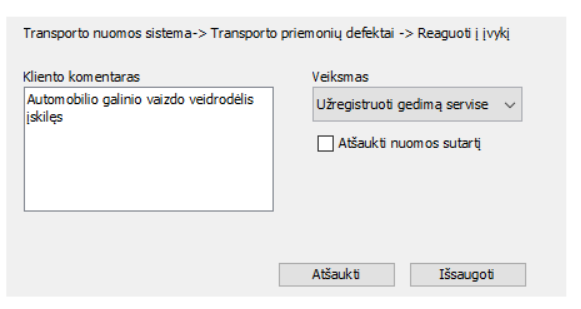 Transporto nuomos sistema-> Transporto priemonių defektai -> Reaguoti į įvykį
Kliento komentaras
Automobilio galinio vaizdo veidrodėlis
įskilęs
Veiksmas
Užregistruoti gedimą servise
Atšaukti nuomos sutartį
Atšaukti
Išsaugoti